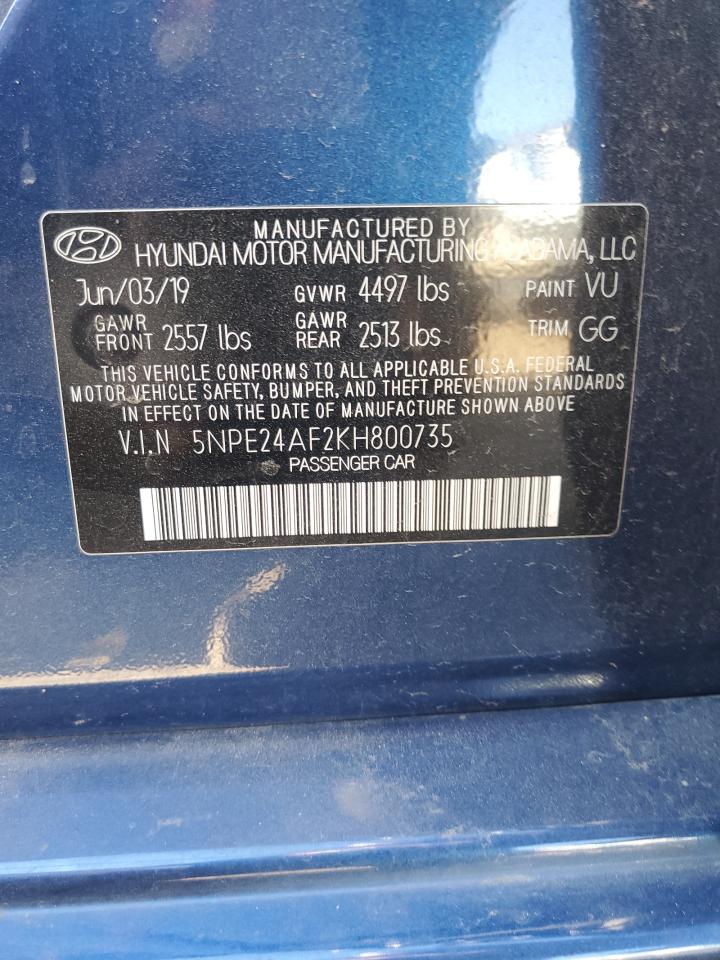 MANUFACTURED BY
HYUNDAI MOTOR MANUFACTURING ALABAMA, LLC
Jun/03/19 GVWR 4497 lbs PAINT VU
GAWR FRONT 2557 lbs GAWR REAR 2513 lbs TRIM GG
THIS VEHICLE CONFORMS TO ALL APPLICABLE U.S.A. FEDERAL
MOTOR VEHICLE SAFETY, BUMPER, AND THEFT PREVENTION STANDARDS
IN EFFECT ON THE DATE OF MANUFACTURE SHOWN ABOVE
V.I.N 5NPE24AF2KH800735
PASSENGER CAR